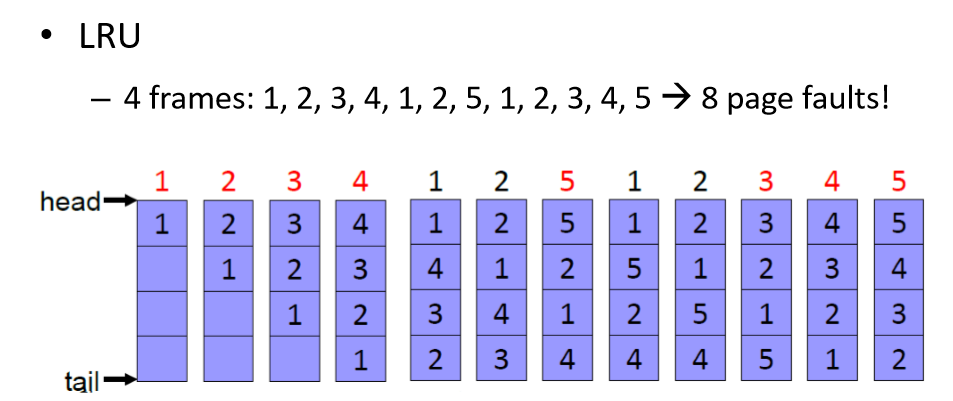 • LRU
– 4 frames: 1, 2, 3, 4, 1, 2, 5, 1, 2, 3, 4, 5 → 8 page faults!
1 2 3 4 1 2 5 1 2 3 4 5
head 1 2 3 4 1 2 5 1 2 3 4 5
1 2 3 4 1 2 5 1 2 3 4
1 2 3 4 1 2 5 1 2 3
tail 1 2 3 4 4 4 5 1 2